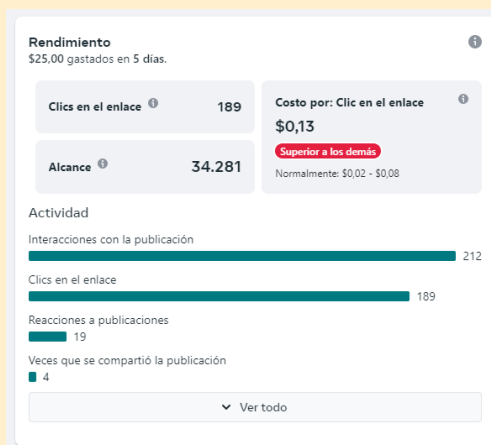 Rendimiento
$25,00 gastados en 5 días.
Clics en el enlace 189
Costo por: Clic en el enlace
$0,13
Superior a los demás
Normalmente: $0,02 - $0,08
Alcance 34.281
Actividad
Interacciones con la publicación
212
Clics en el enlace
189
Reacciones a publicaciones
19
Veces que se compartió la publicación
4
Ver todo